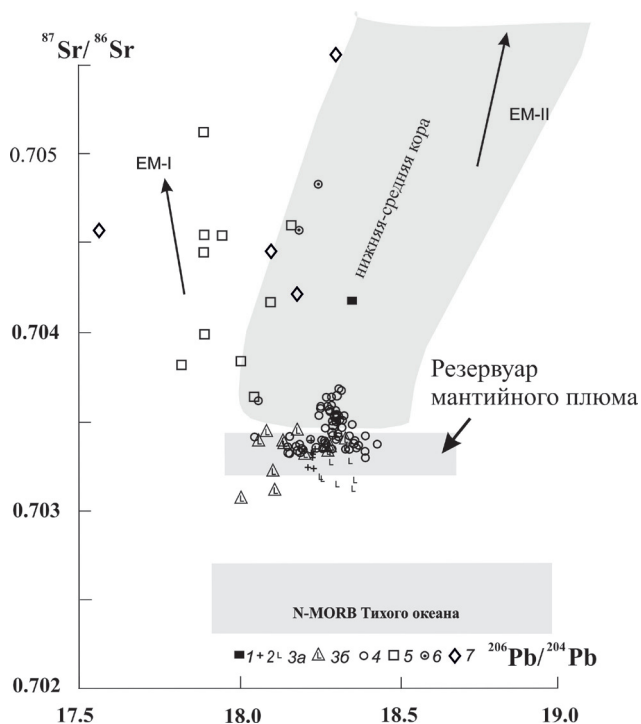 ⁸⁷Sr/ ⁸⁶Sr
0.705
EM-I
EM-II
нижняя-средняя кора
0.704
Резервуар
мантийного плюма
0.703
N-MORB Тихого океана
1 + 2 L 3а L 3б 4 5 6 7 ²⁰⁶Pb/²⁰⁴Pb
0.702
17.5 18.0 18.5 19.0